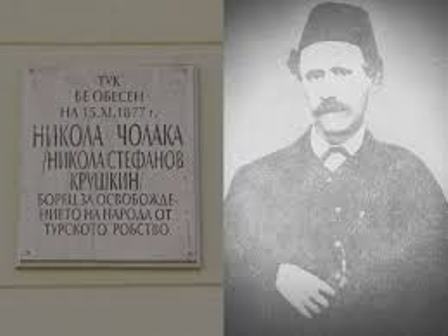 ТУК
БЕ ОБЕСЕН
НА 15.XI.1877 г.
НИКОЛА ЧОЛАКА
/НИКОЛА СТЕФАНОВ
КРУШКИН/
БОРЕЦ ЗА ОСВОБОЖДЕ-
НИЕТО НА НАРОДА ОТ
ТУРСКОТО РОБСТВО